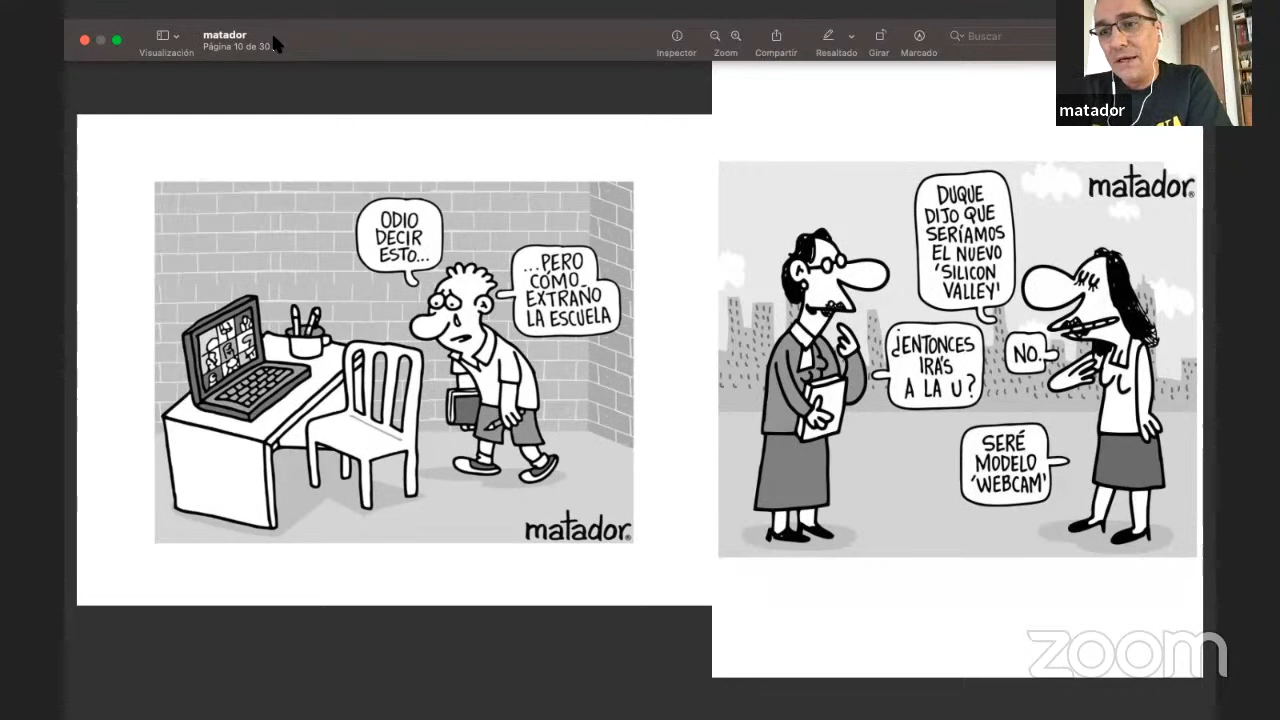 matador
Página 10 de 30
Visualización
Inspector
Zoom
Compartir
Resaltado
Girar
Marcado
Buscar
matador
ODIO
DECIR
ESTO...
...PERO
CÓMO
EXTRAÑO
LA ESCUELA
matador
matador
DUQUE
DIJO QUE
SERÍAMOS
EL NUEVO
'SILICON
VALLEY'
¿ENTONCES
IRÁS
A LA U?
NO...
SERÉ
MODELO
'WEBCAM'
zoom